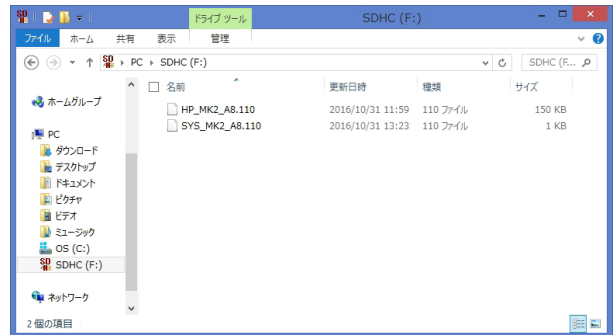 ドライブ ツール
SDHC (F:)
ファイル ホーム 共有 表示 管理
PC SDHC (F:) SDHC (F... 
名前 更新日時 種類 サイズ
HP_MK2_A8.110 2016/10/31 11:59 110 ファイル 150 KB
SYS_MK2_A8.110 2016/10/31 13:23 110 ファイル 1 KB
ホームグループ
PC
ダウンロード
デスクトップ
ドキュメント
ピクチャ
ビデオ
ミュージック
OS (C:)
SDHC (F:)
ネットワーク
2 個の項目